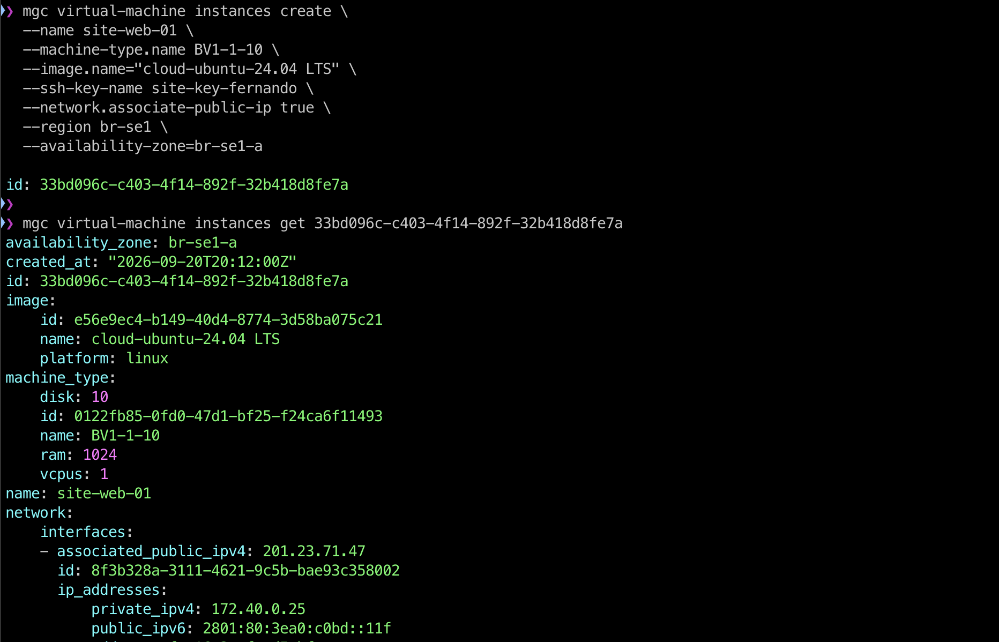 ❯ mgc virtual-machine instances create \
--name site-web-01 \
--machine-type.name BV1-1-10 \
--image.name="cloud-ubuntu-24.04 LTS" \
--ssh-key-name site-key-fernando \
--network.associate-public-ip true \
--region br-se1 \
--availability-zone=br-se1-a
id: 33bd096c-c403-4f14-892f-32b418d8fe7a
❯
❯ mgc virtual-machine instances get 33bd096c-c403-4f14-892f-32b418d8fe7a
availability_zone: br-se1-a
created_at: "2026-09-20T20:12:00Z"
id: 33bd096c-c403-4f14-892f-32b418d8fe7a
image:
id: e56e9ec4-b149-40d4-8774-3d58ba075c21
name: cloud-ubuntu-24.04 LTS
platform: linux
machine_type:
disk: 10
id: 0122fb85-0fd0-47d1-bf25-f24ca6f11493
name: BV1-1-10
ram: 1024
vcpus: 1
name: site-web-01
network:
interfaces:
- associated_public_ipv4: 201.23.71.47
id: 8f3b328a-3111-4621-9c5b-bae93c358002
ip_addresses:
private_ipv4: 172.40.0.25
public_ipv6: 2801:80:3ea0:c0bd::11f